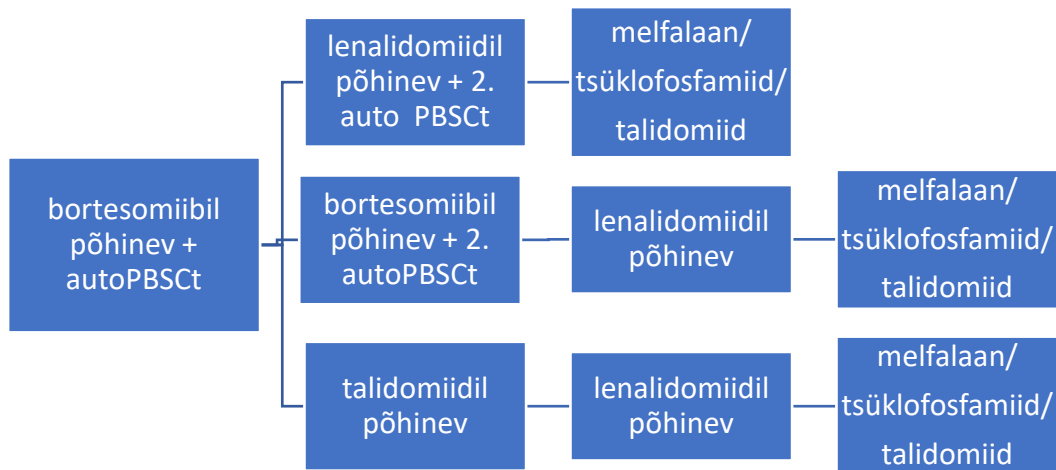 bortesomiibil
põhinev +
autoPBSCt
lenalidomiidil
põhinev + 2.
auto PBSCt
melfalaan/
tsüklofosfamiid/
talidomiid
bortesomiibil
põhinev + 2.
autoPBSCt
lenalidomiidil
põhinev
melfalaan/
tsüklofosfamiid/
talidomiid
talidomiidil
põhinev
lenalidomiidil
põhinev
melfalaan/
tsüklofosfamiid/
talidomiid